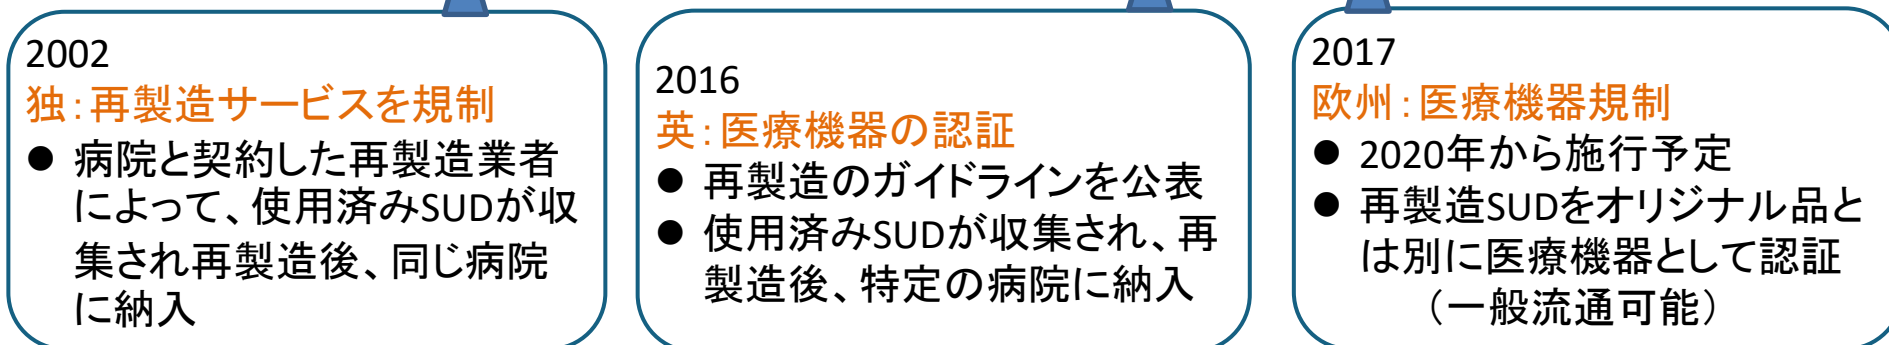 2002
独:再製造サービスを規制
● 病院と契約した再製造業者
によって、使用済みSUDが収
集され再製造後、同じ病院
に納入
2016
英:医療機器の認証
● 再製造のガイドラインを公表
● 使用済みSUDが収集され、再
製造後、特定の病院に納入
2017
欧州:医療機器規制
● 2020年から施行予定
● 再製造SUDをオリジナル品と
は別に医療機器として認証
(一般流通可能)